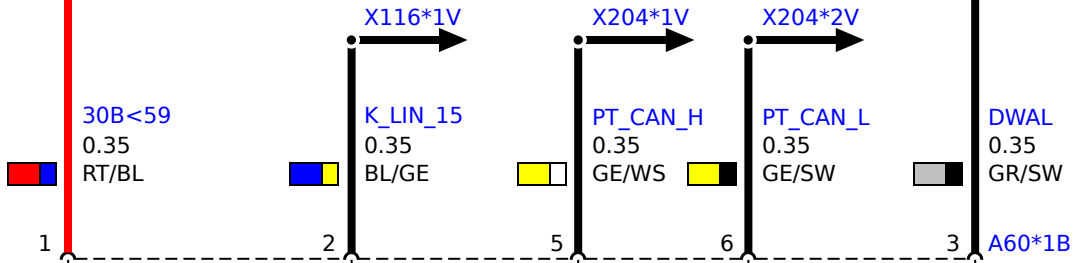 X116*1V
X204*1V
X204*2V
30B<59
0.35
RT/BL
K_LIN_15
0.35
BL/GE
PT_CAN_H
0.35
GE/WS
PT_CAN_L
0.35
GE/SW
DWAL
0.35
GR/SW
1
2
5
6
3
A60*1B